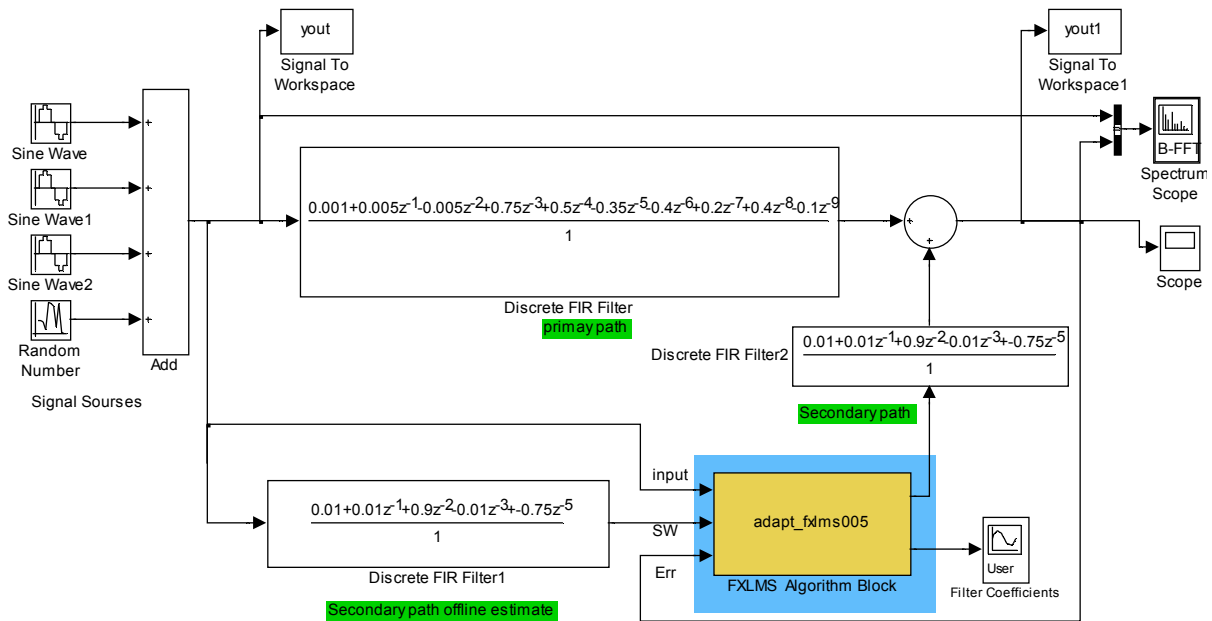 yout
Signal To
Workspace
yout1
Signal To
Workspace1
+
Sine Wave
+
Sine Wave1
+
Sine Wave2
+
Random
Number
Add
Signal Sourses
0.001+0.005z-1-0.005z-2+0.75z-3+0.5z-4-0.35z-5-0.4z-6+0.2z-7+0.4z-8-0.1z-9
1
Discrete FIR Filter
primay path
+
+
B-FFT
Spectrum
Scope
Scope
Discrete FIR Filter2
0.01+0.01z-1+0.9z-2-0.01z-3+-0.75z-5
1
Secondary path
0.01+0.01z-1+0.9z-2-0.01z-3+-0.75z-5
1
Discrete FIR Filter1
Secondary path offline estimate
input
SW
Err
adapt_fxlms005
FXLMS Algorithm Block
User
Filter Coefficients